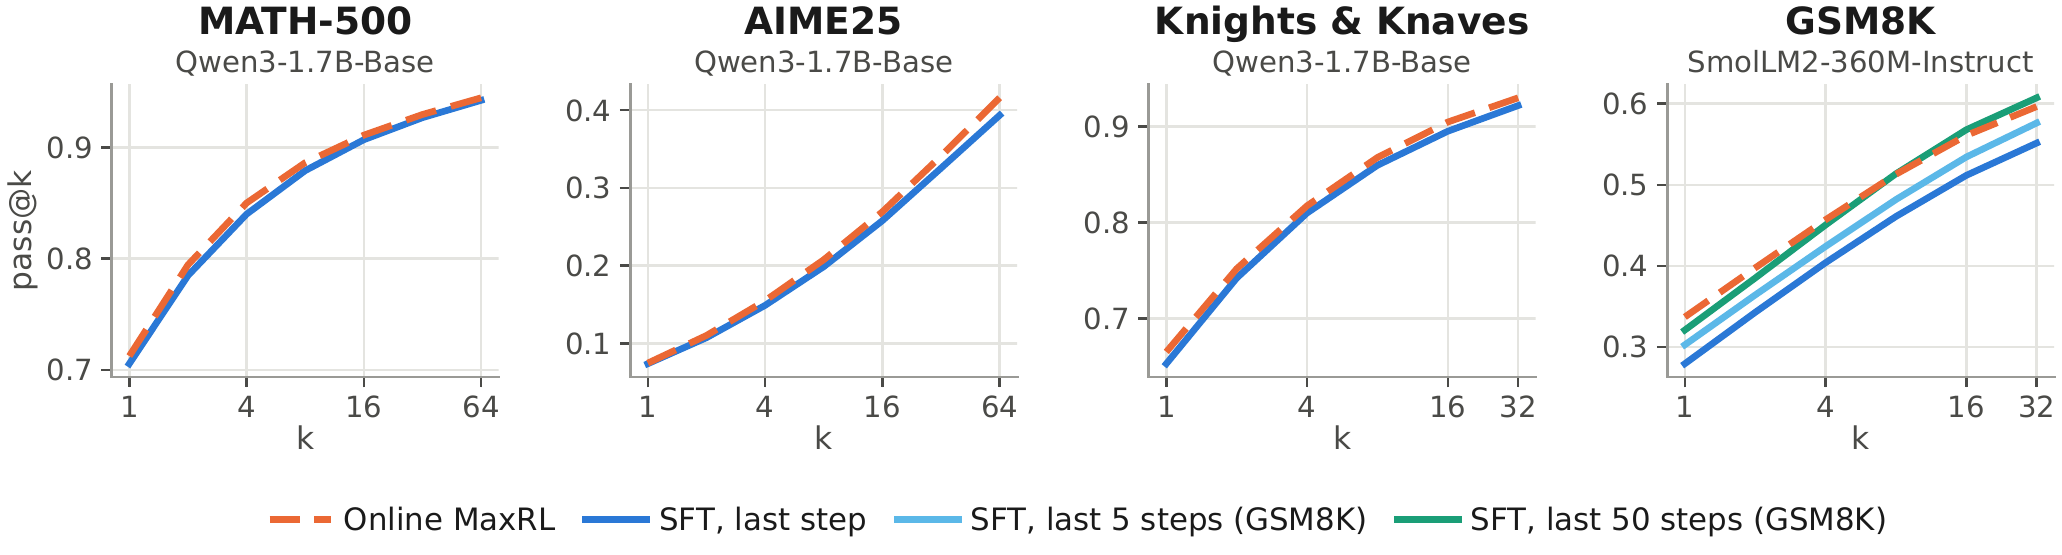 MATH-500
Qwen3-1.7B-Base
AIME25
Qwen3-1.7B-Base
Knights & Knaves
Qwen3-1.7B-Base
GSM8K
SmolLM2-360M-Instruct
pass@k
0.9
0.8
0.7
1 4 16 64
k
0.4
0.3
0.2
0.1
1 4 16 64
k
0.9
0.8
0.7
1 4 16 32
k
0.6
0.5
0.4
0.3
1 4 16 32
k
Online MaxRL SFT, last step SFT, last 5 steps (GSM8K) SFT, last 50 steps (GSM8K)